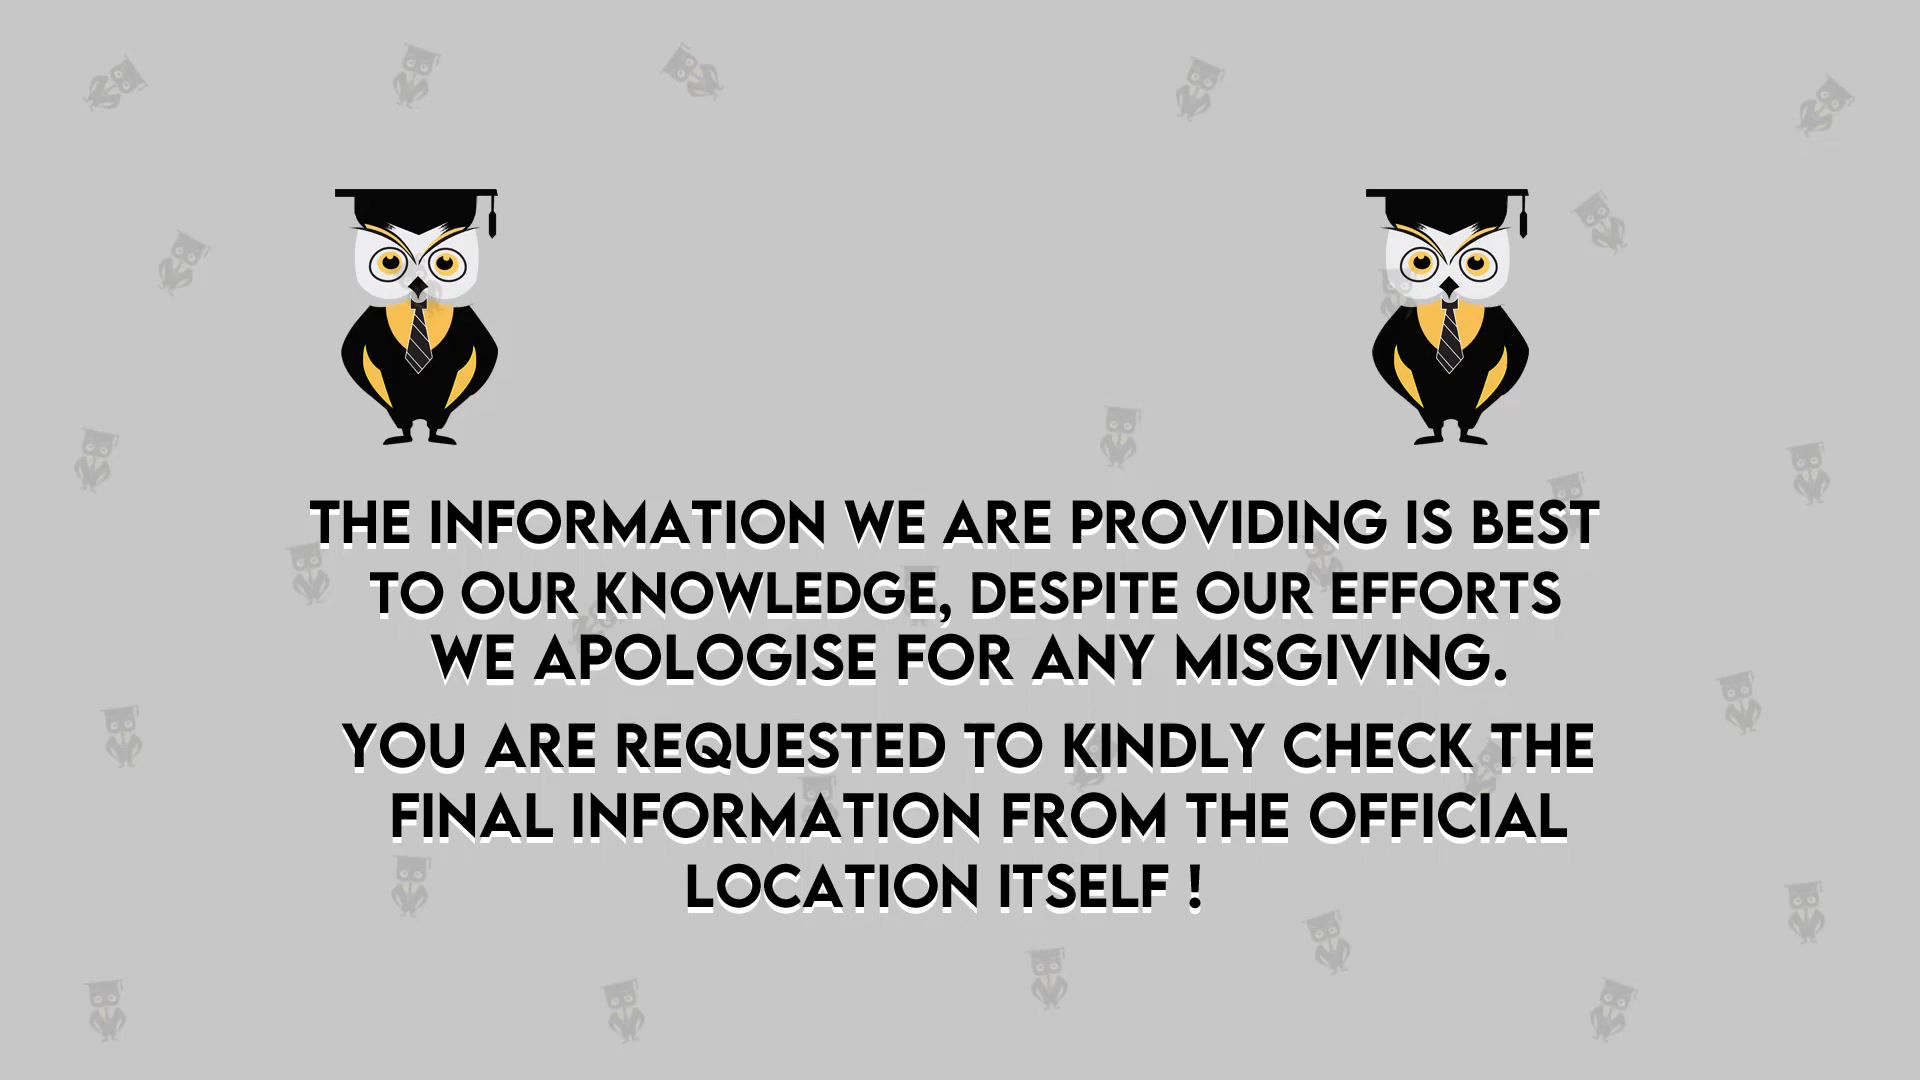 THE INFORMATION WE ARE PROVIDING IS BEST
TO OUR KNOWLEDGE, DESPITE OUR EFFORTS
WE APOLOGISE FOR ANY MISGIVING.
YOU ARE REQUESTED TO KINDLY CHECK THE
FINAL INFORMATION FROM THE OFFICIAL
LOCATION ITSELF !